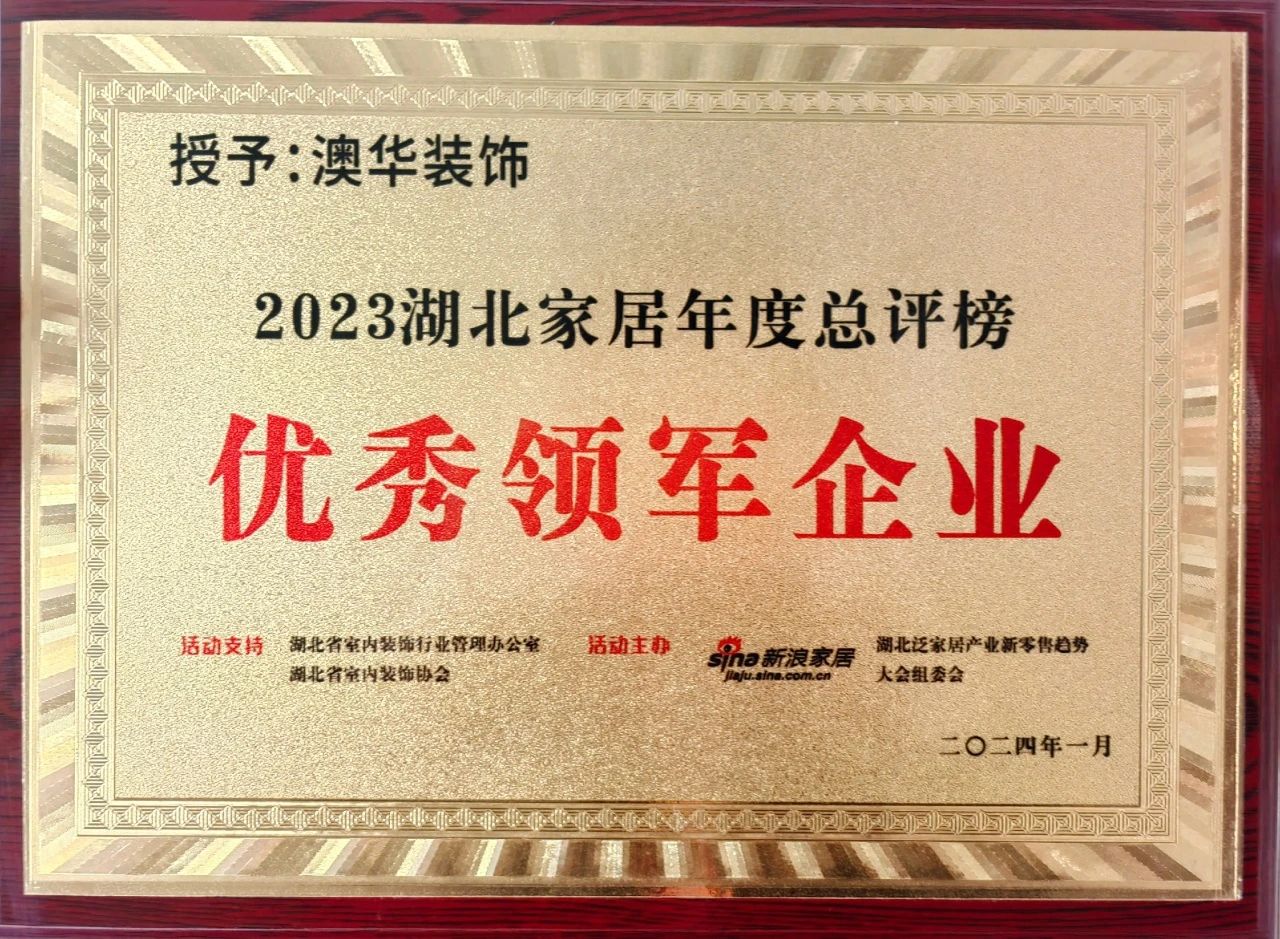 授予：澳华装饰
2023湖北家居年度总评榜
优秀领军企业
活动支持 湖北省室内装饰行业管理办公室
湖北省室内装饰协会
活动主办 sina新浪家居
jiaju.sina.com.cn
湖北泛家居产业新零售趋势
大会组委会
二〇二四年一月